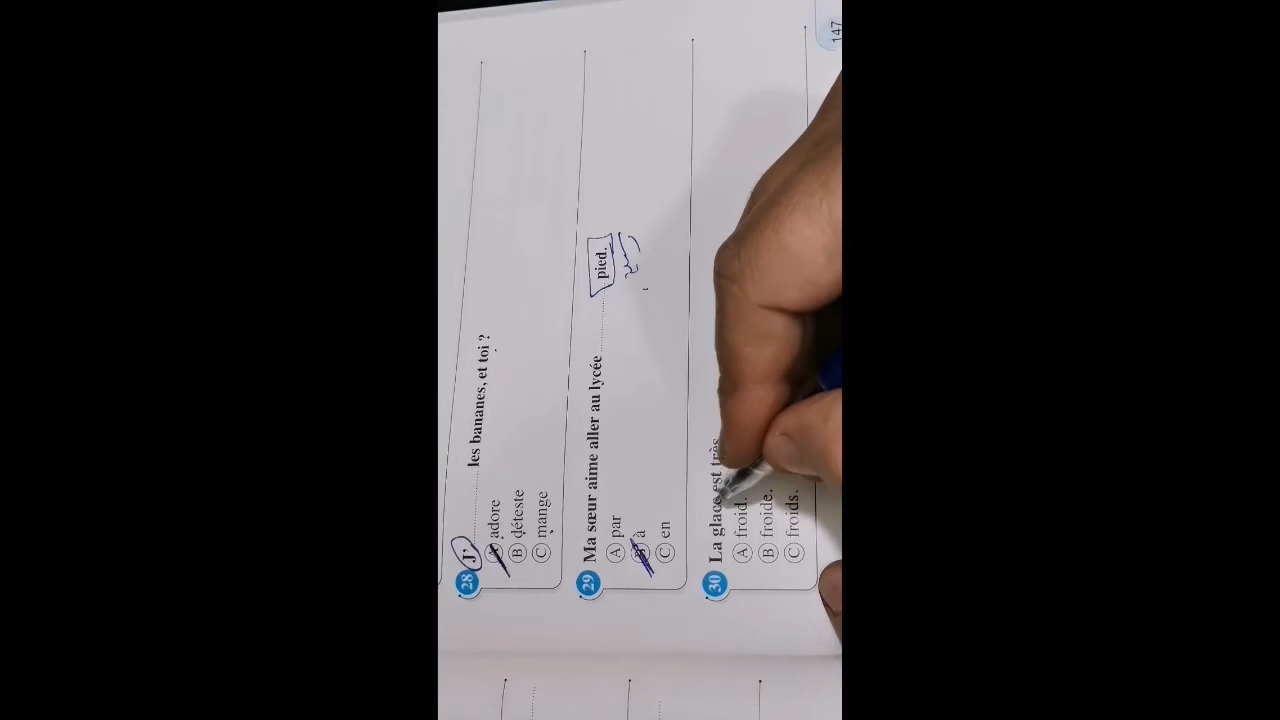 28 J' ........ les bananes, et toi ?
A adore
B déteste
C mange
29 Ma sœur aime aller au lycée ........ pied.
A par
B à
C en
30 La glace est très
A froid.
B froide.
C froids.
147